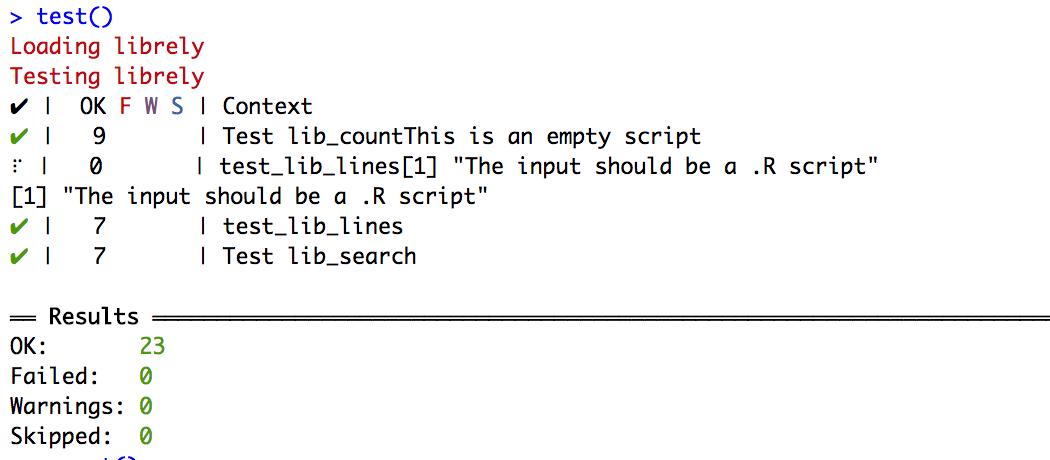 > test()
Loading librely
Testing librely
✔ |  OK F W S | Context
✔ |   9       | Test lib_countThis is an empty script
⠋ |   0       | test_lib_lines[1] "The input should be a .R script"
[1] "The input should be a .R script"
✔ |   7       | test_lib_lines
✔ |   7       | Test lib_search
══ Results ══════════════════════════════════════
OK:       23
Failed:   0
Warnings: 0
Skipped:  0